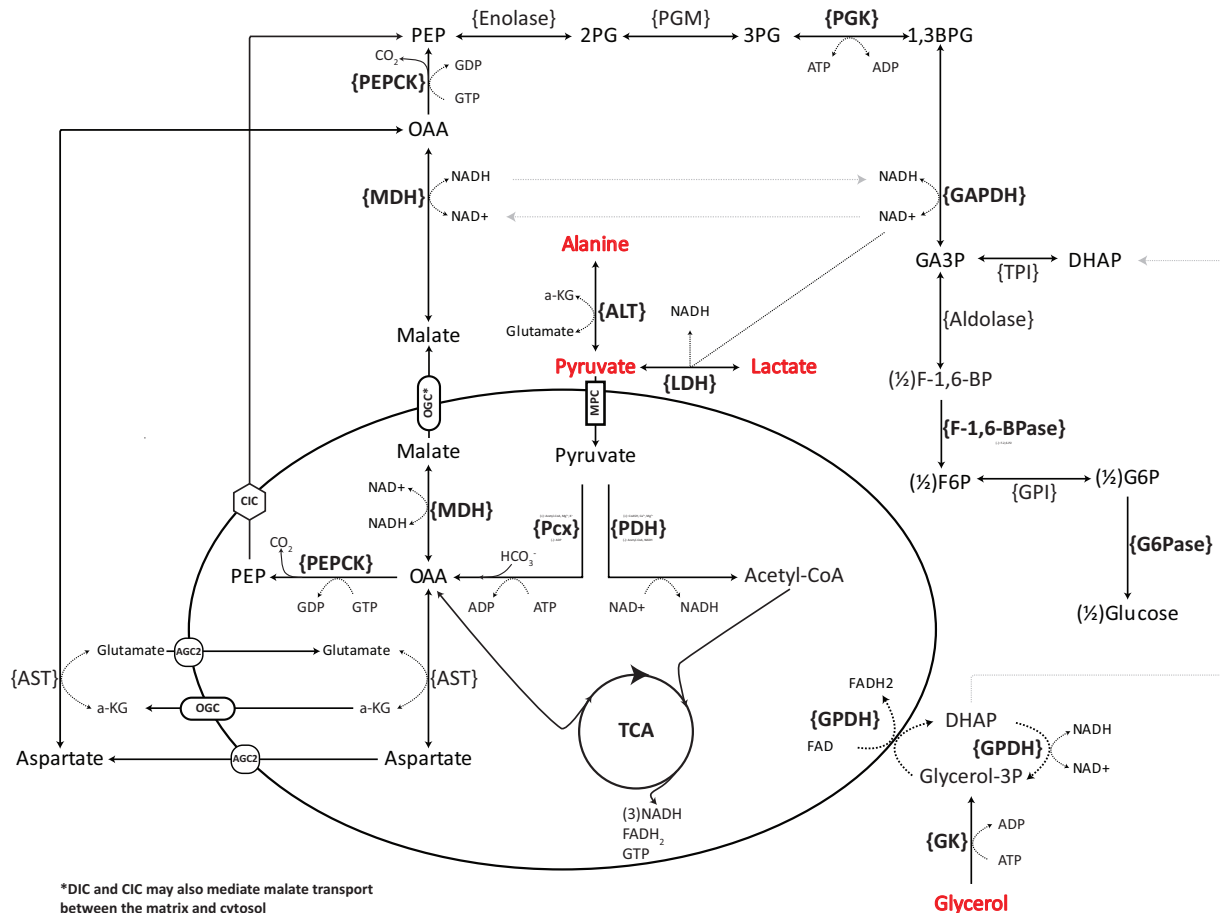 PEP
{Enolase}
2PG
{PGM}
3PG
{PGK}
1,3BPG
CO2
GDP
{PEPCK}
GTP
ATP
ADP
OAA
NADH
{MDH}
NAD+
NADH
{GAPDH}
NAD+
Alanine
GA3P
{TPI}
DHAP
a-KG
{ALT}
Glutamate
NADH
{Aldolase}
Malate
Pyruvate
{LDH}
Lactate
(½)F-1,6-BP
OGC*
MPC
{F-1,6-BPase}
Malate
Pyruvate
(½)F6P
{GPI}
(½)G6P
CIC
NAD+
{MDH}
NADH
{Pcx}
{PDH}
{G6Pase}
CO2
{PEPCK}
HCO3-
PEP
OAA
Acetyl-CoA
GDP
GTP
ADP
ATP
NAD+
NADH
(½)Glucose
Glutamate
AGC2
Glutamate
{AST}
{AST}
a-KG
OGC
a-KG
FADH2
{GPDH}
DHAP
FAD
{GPDH}
NADH
NAD+
Glycerol-3P
TCA
Aspartate
AGC2
Aspartate
(3)NADH
FADH2
GTP
ADP
{GK}
ATP
Glycerol
*DIC and CIC may also mediate malate transport
between the matrix and cytosol